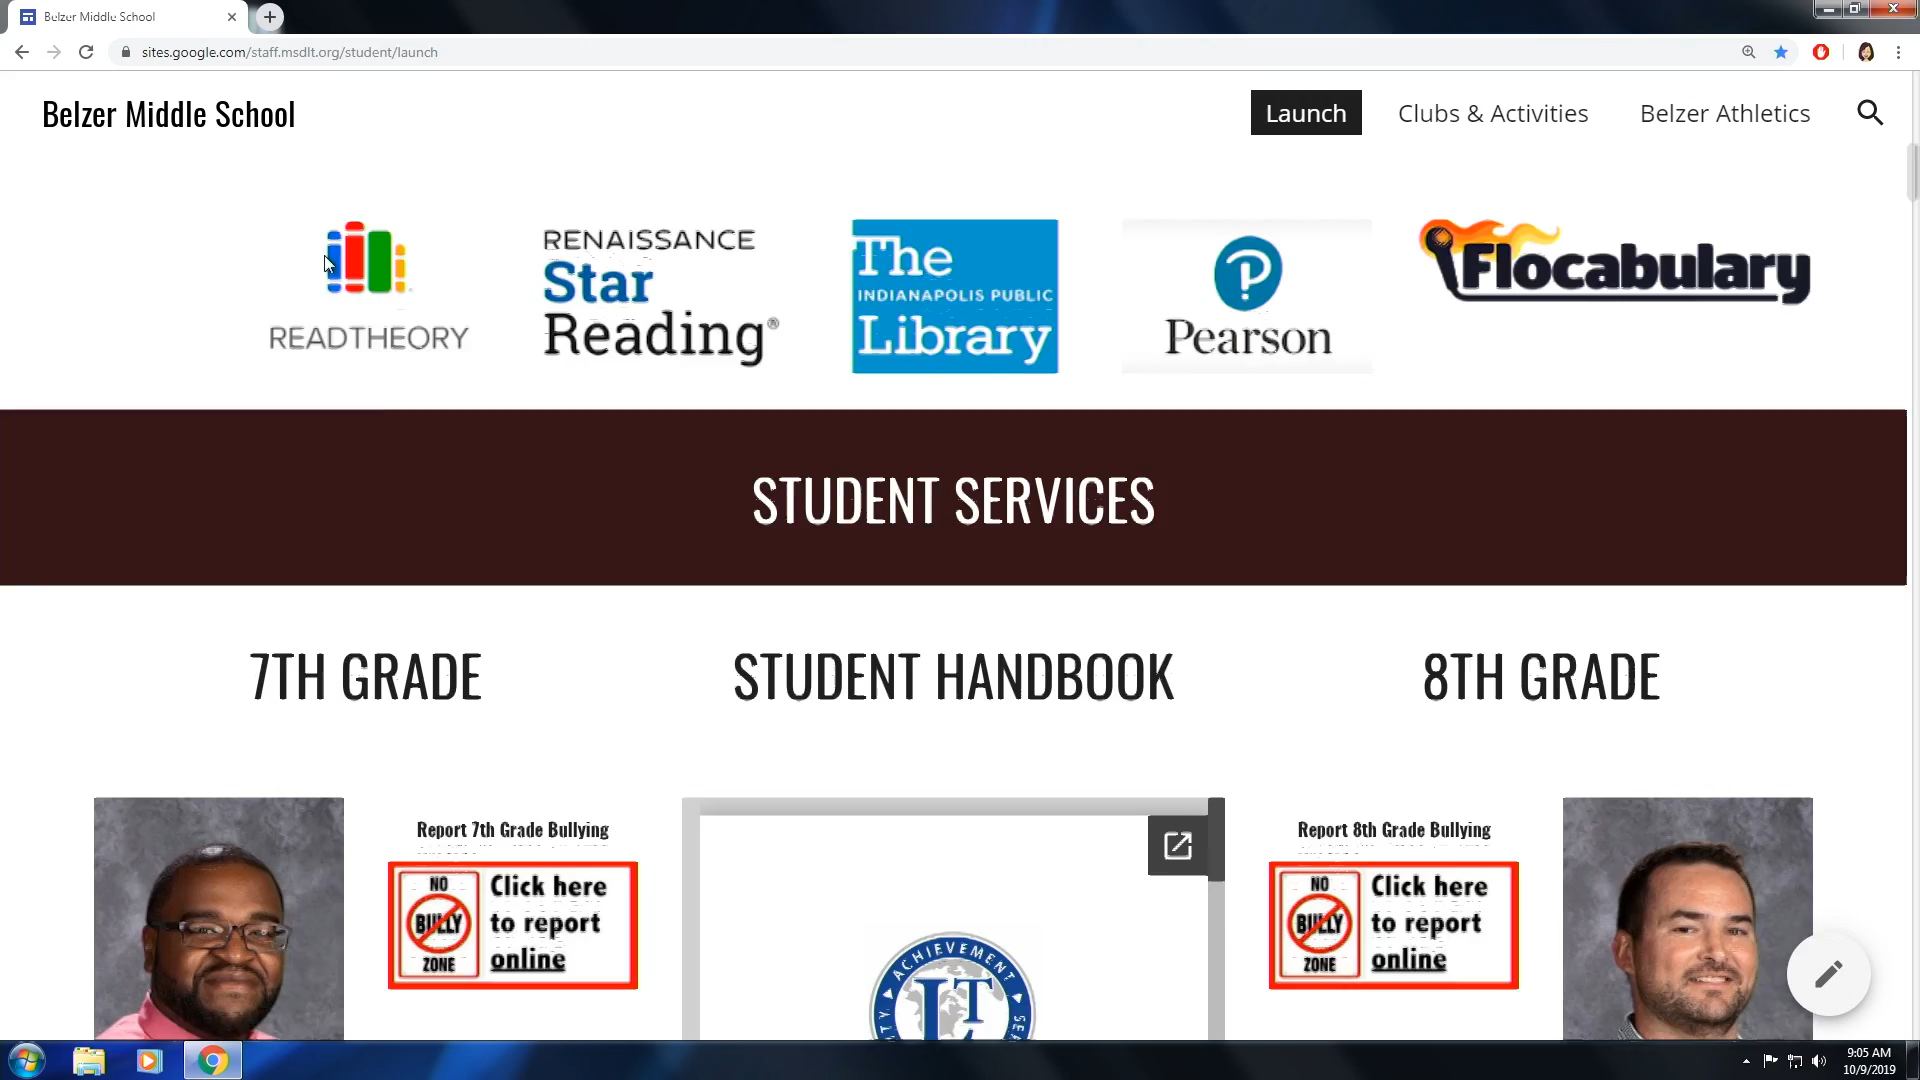 Belzer Middle School
sites.google.com/staff.msdlt.org/student/launch
Belzer Middle School
Launch
Clubs & Activities
Belzer Athletics
READTHEORY
RENAISSANCE
Star
Reading®
The
INDIANAPOLIS PUBLIC
Library
Pearson
Flocabulary
STUDENT SERVICES
7TH GRADE
STUDENT HANDBOOK
8TH GRADE
Report 7th Grade Bullying
NO
BULLY
ZONE
Click here
to report
online
ACHIEVEMENT
LT
Report 8th Grade Bullying
NO
BULLY
ZONE
Click here
to report
online
9:05 AM
10/9/2019